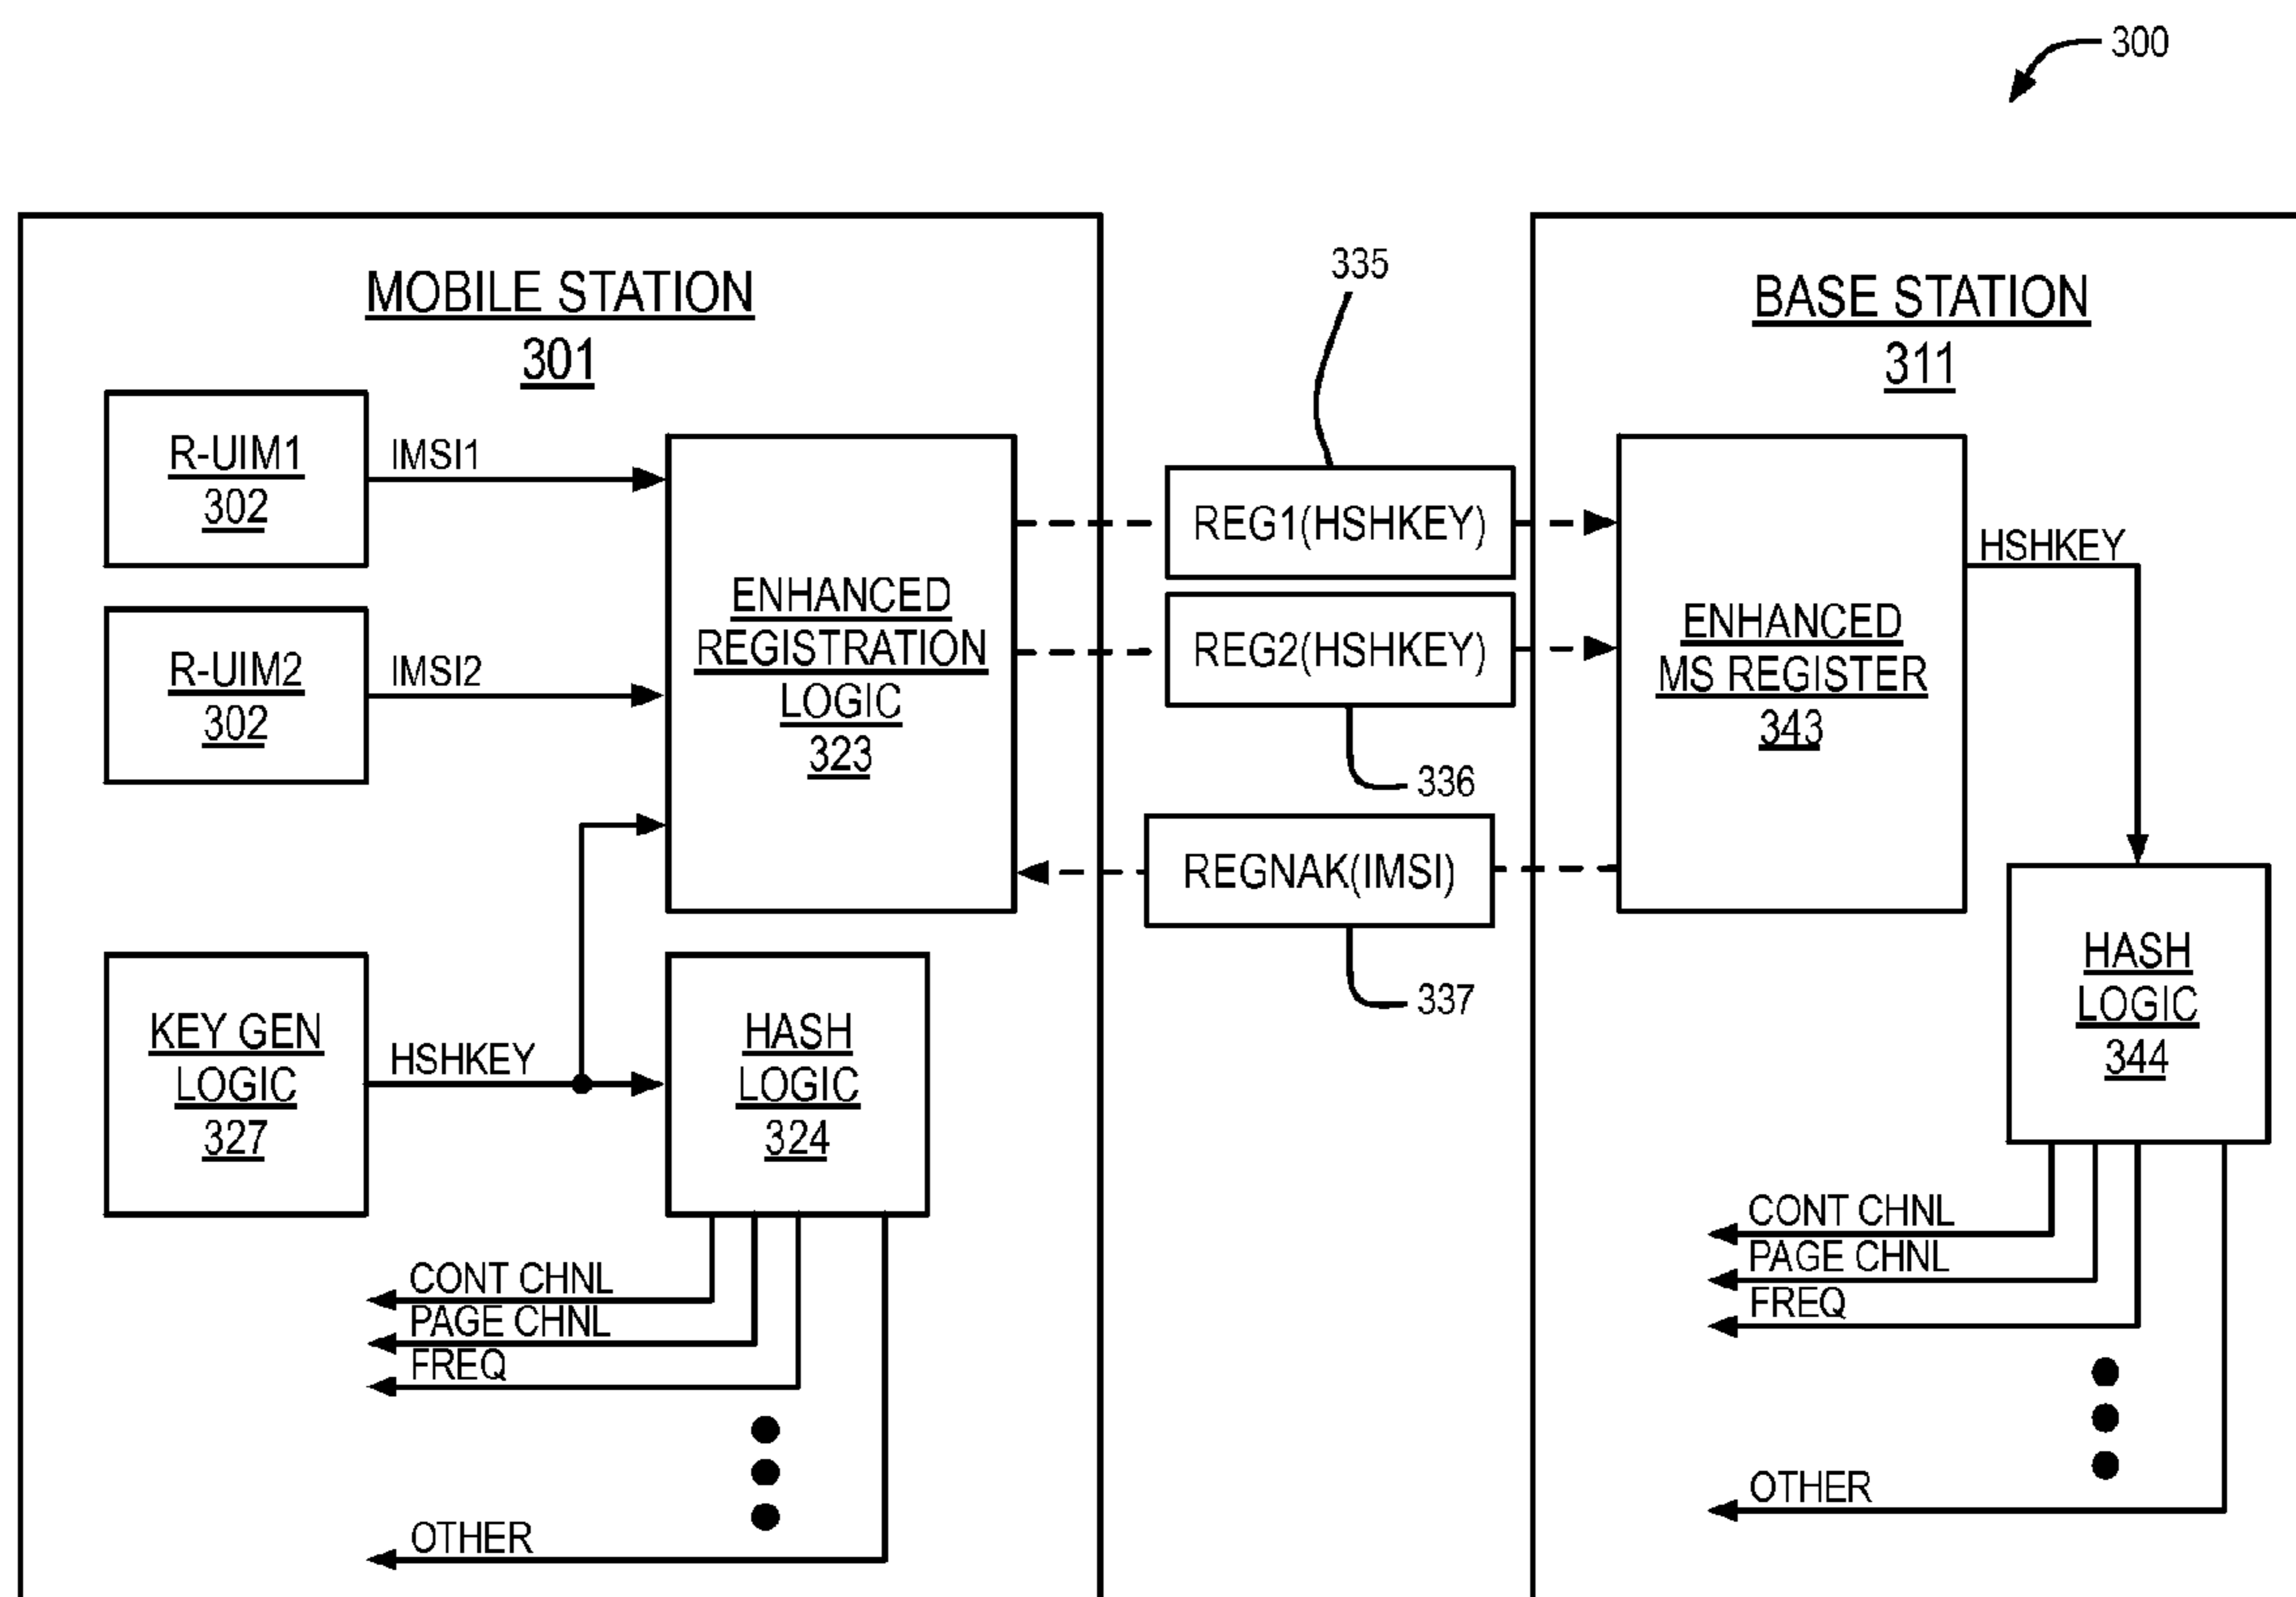 300
MOBILE STATION
301
R-UIM1
302
IMSI1
R-UIM2
302
IMSI2
ENHANCED
REGISTRATION
LOGIC
323
KEY GEN
LOGIC
327
HSHKEY
HASH
LOGIC
324
CONT CHNL
PAGE CHNL
FREQ
OTHER
335
REG1(HSHKEY)
REG2(HSHKEY)
336
REGNAK(IMSI)
337
BASE STATION
311
ENHANCED
MS REGISTER
343
HSHKEY
HASH
LOGIC
344
CONT CHNL
PAGE CHNL
FREQ
OTHER